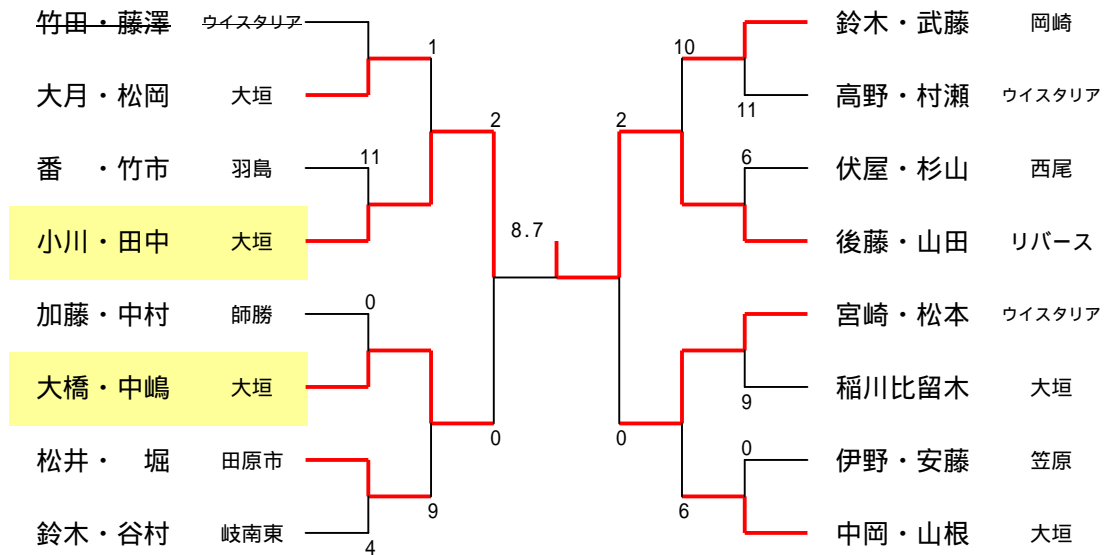 竹田・藤澤 ウイスタリア
大月・松岡 大垣
番　・竹市 羽島
小川・田中 大垣
加藤・中村 師勝
大橋・中嶋 大垣
松井・　堀 田原市
鈴木・谷村 岐南東
1
11
2
0
0
9
4
8.7
10
11
2
6
9
0
0
6
鈴木・武藤 岡崎
高野・村瀬 ウイスタリア
伏屋・杉山 西尾
後藤・山田 リバース
宮崎・松本 ウイスタリア
稲川比留木 大垣
伊野・安藤 笠原
中岡・山根 大垣